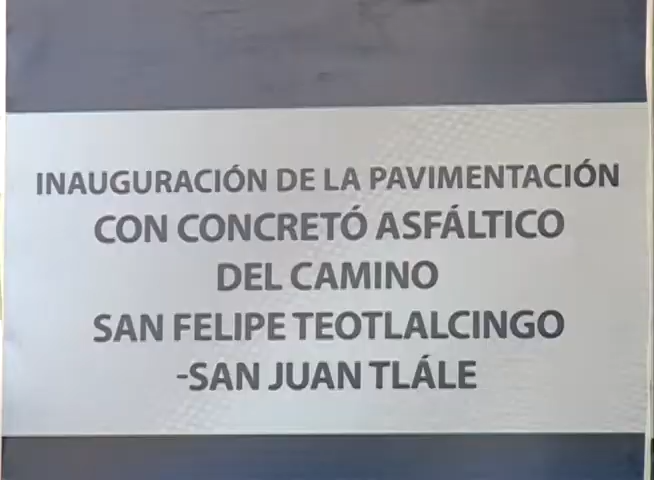 INAUGURACIÓN DE LA PAVIMENTACIÓN
CON CONCRETÓ ASFÁLTICO
DEL CAMINO
SAN FELIPE TEOTLALCINGO
-SAN JUAN TLÁLE